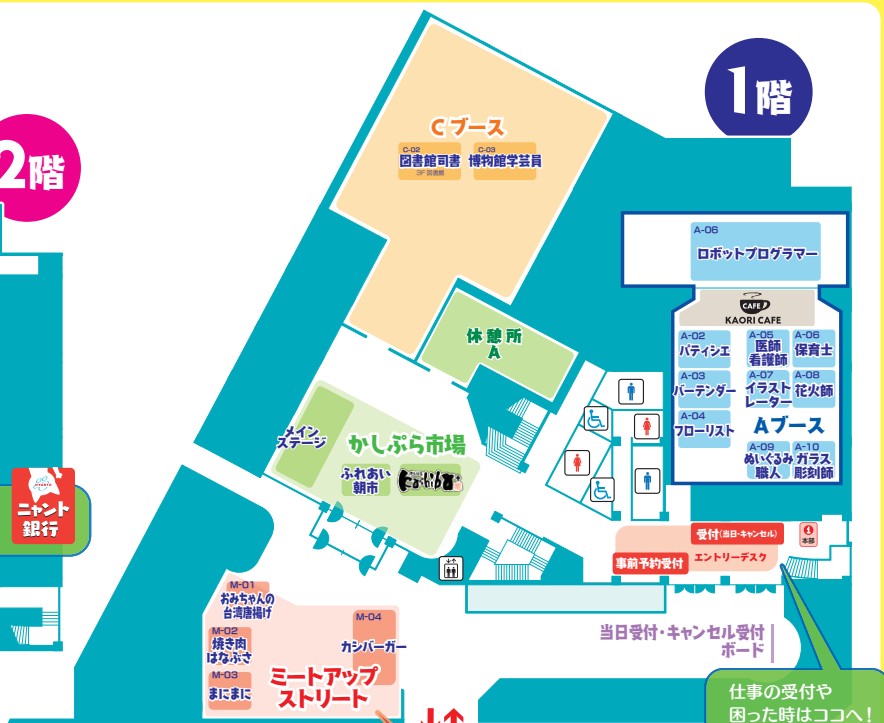 1階
2階
Cブース
C-02
図書館司書
3F 図書館
C-03
博物館学芸員
A-06
ロボットプログラマー
CAFE
KAORI CAFE
A-02
パティシエ
A-05
医師
看護師
A-06
保育士
A-03
バーテンダー
A-07
イラスト
レーター
A-08
花火師
A-04
フローリスト
Aブース
A-09
ぬいぐるみ
職人
A-10
ガラス
彫刻師
休憩所
A
メイン
ステージ
かしぷら市場
ふれあい
朝市
ニャント
銀行
受付(当日・キャンセル)
事前予約受付
エントリーデスク
本部
M-01
おみちゃんの
台湾唐揚げ
M-02
焼き肉
はなぶさ
M-03
まにまに
M-04
カシバーガー
ミートアップ
ストリート
当日受付・キャンセル受付
ボード
仕事の受付や
困った時はココへ！